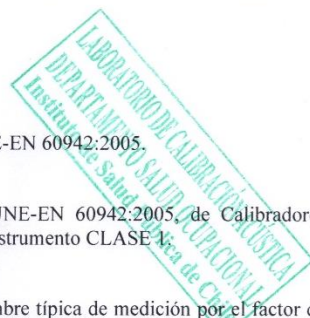 LABORATORIO DE CALIBRACIÓN ACÚSTICA
DEPARTAMENTO SALUD OCUPACIONAL
Instituto de Salud Pública de Chile
E-EN 60942:2005.
UNE-EN 60942:2005, de Calibrador
strumento CLASE 1.
bre típica de medición por el factor